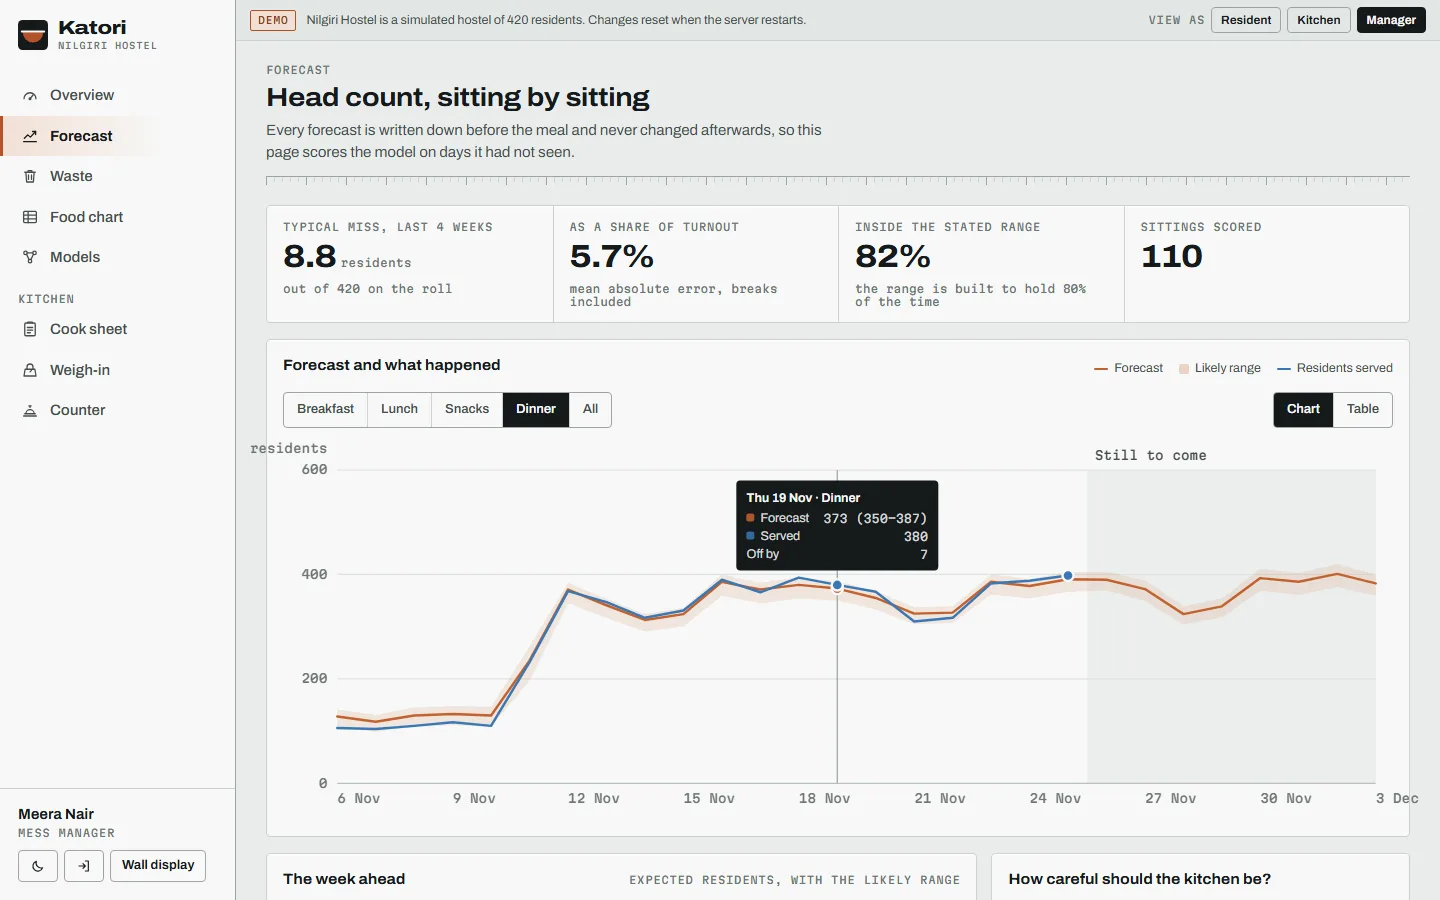 Katori
NILGIRI HOSTEL
Overview
Forecast
Waste
Food chart
Models
KITCHEN
Cook sheet
Weigh-in
Counter
Meera Nair
MESS MANAGER
Wall display
DEMO Nilgiri Hostel is a simulated hostel of 420 residents. Changes reset when the server restarts.
VIEW AS Resident Kitchen Manager
FORECAST
Head count, sitting by sitting
Every forecast is written down before the meal and never changed afterwards, so this
page scores the model on days it had not seen.
TYPICAL MISS, LAST 4 WEEKS
8.8 residents
out of 420 on the roll
AS A SHARE OF TURNOUT
5.7%
mean absolute error, breaks
included
INSIDE THE STATED RANGE
82%
the range is built to hold 80%
of the time
SITTINGS SCORED
110
Forecast and what happened
Forecast Likely range Residents served
Breakfast Lunch Snacks Dinner All
Chart Table
residents
Still to come
600
400
200
0
Thu 19 Nov · Dinner
Forecast 373 (350–387)
Served 380
Off by 7
6 Nov 9 Nov 12 Nov 15 Nov 18 Nov 21 Nov 24 Nov 27 Nov 30 Nov 3 Dec
The week ahead
EXPECTED RESIDENTS, WITH THE LIKELY RANGE
How careful should the kitchen be?